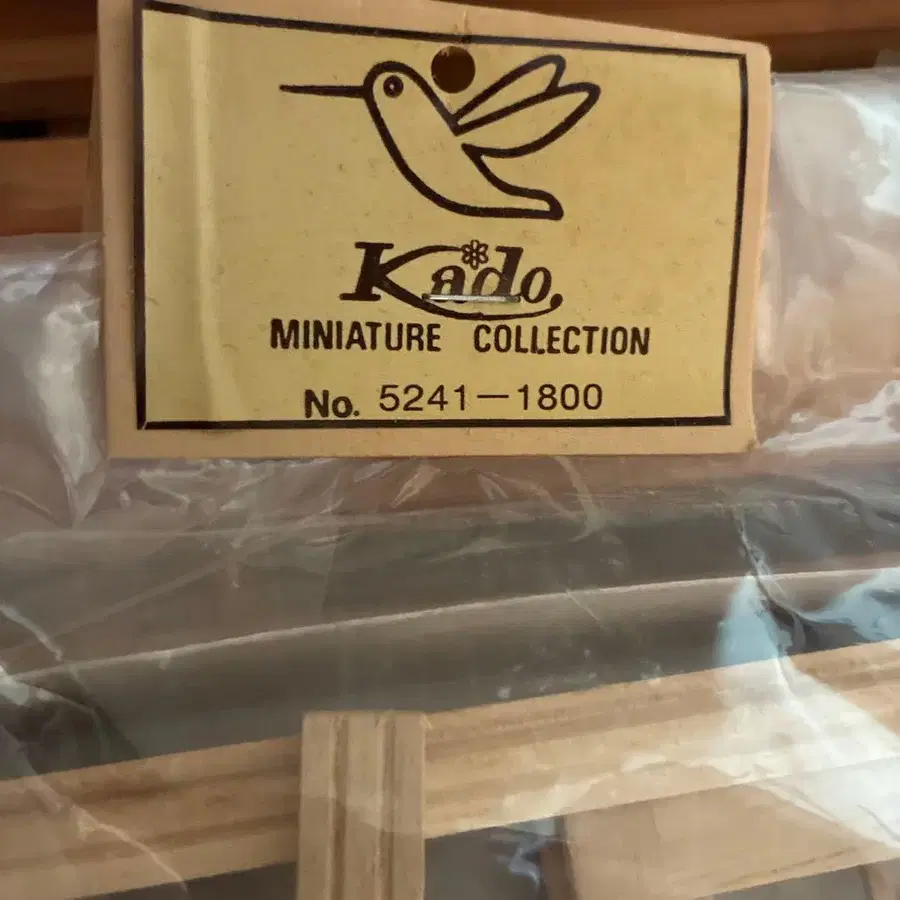 Kado
MINIATURE COLLECTION
No. 5241-1800